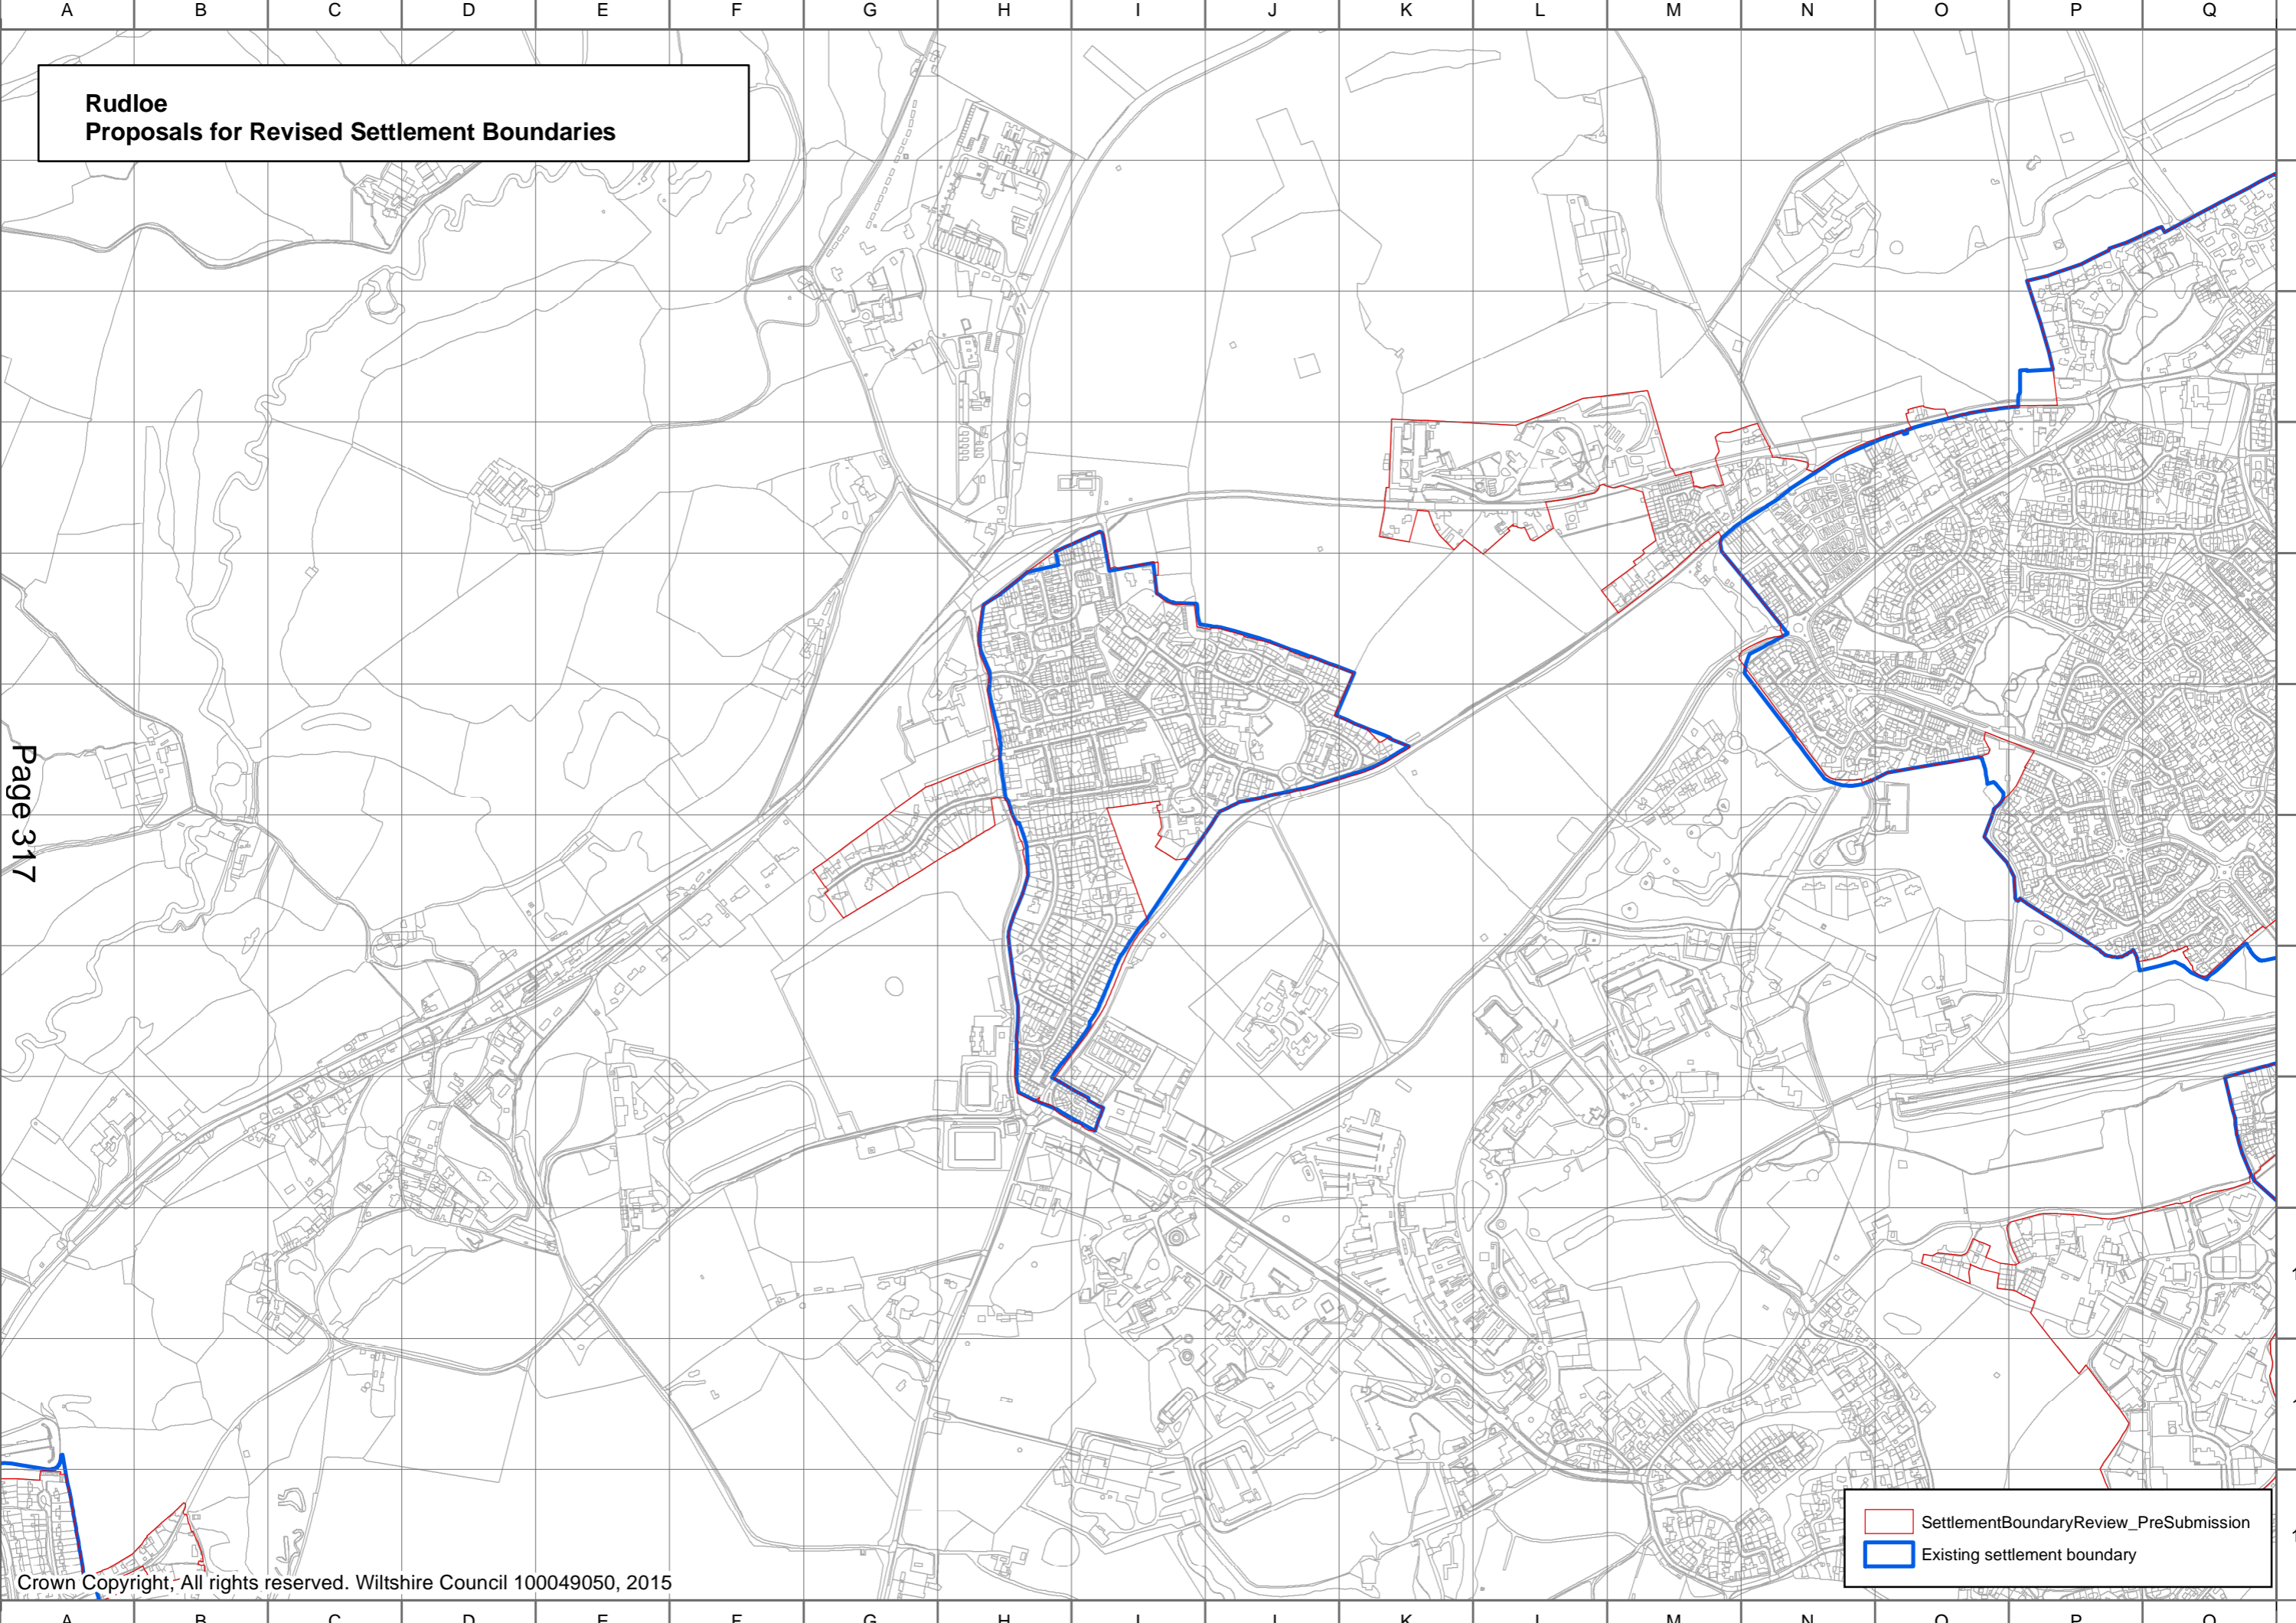 A B C D E F G H I J K L M N O P Q
Rudloe
Proposals for Revised Settlement Boundaries
Page 317
SettlementBoundaryReview_PreSubmission
Existing settlement boundary
Crown Copyright, All rights reserved. Wiltshire Council 100049050, 2015
A B C D E F G H I J K L M N O P Q